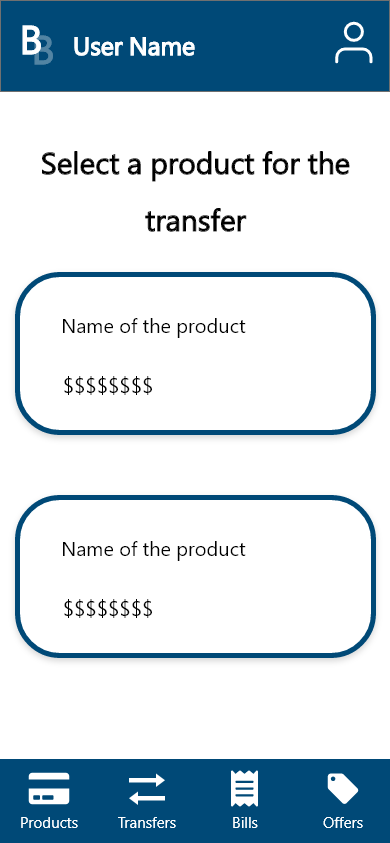 BB User Name
Select a product for the
transfer
Name of the product
$$$$$$$$
Name of the product
$$$$$$$$
Products Transfers Bills Offers